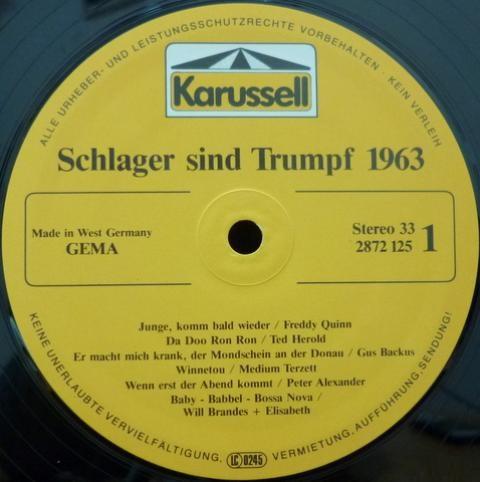 ALLE URHEBER- UND LEISTUNGSSCHUTZRECHTE VORBEHALTEN · KEIN VERLEIH
Karussell
Schlager sind Trumpf 1963
Made in West Germany
GEMA
Stereo 33
2872 125
1
Junge, komm bald wieder / Freddy Quinn
Da Doo Ron Ron / Ted Herold
Er macht mich krank, der Mondschein an der Donau / Gus Backus
Winnetou / Medium Terzett
Wenn erst der Abend kommt / Peter Alexander
Baby - Babbel - Bossa Nova /
Will Brandes + Elisabeth
KEINE UNERLAUBTE VERVIELFÄLTIGUNG, LC 0245 VERMIETUNG, AUFFÜHRUNG, SENDUNG!